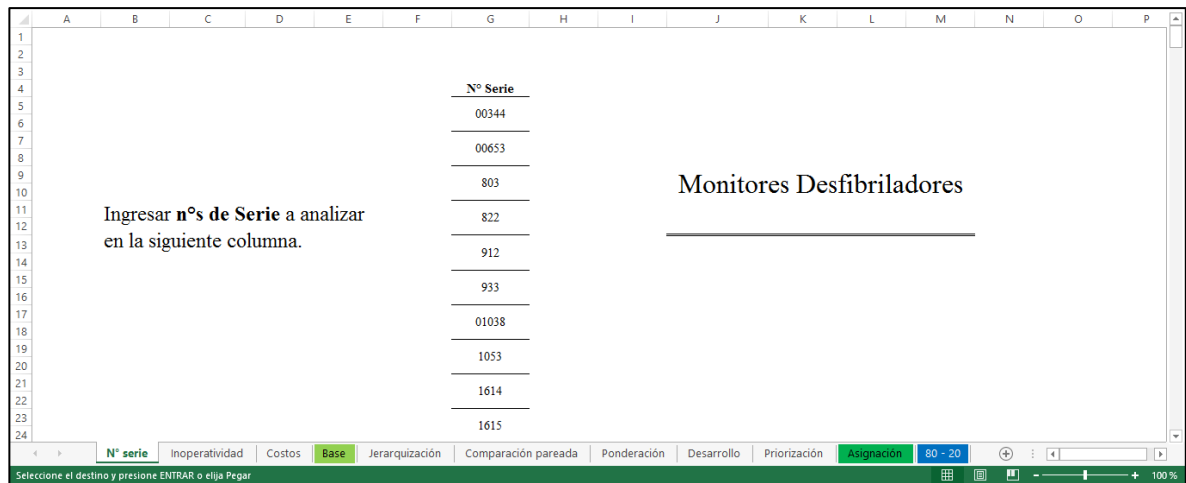 A B C D E F G H I J K L M N O P
1
2
3
4 N° Serie
5
6 00344
7
8 00653
9
10 803 Monitores Desfibriladores
11 Ingresar n°s de Serie a analizar
12 822
13 en la siguiente columna.
14 912
15
16 933
17
18 01038
19
20 1053
21
22 1614
23
24 1615
N° serie Inoperatividad Costos Base Jerarquización Comparación pareada Ponderación Desarrollo Priorización Asignación 80 - 20
Seleccione el destino y presione ENTRAR o elija Pegar 100 %